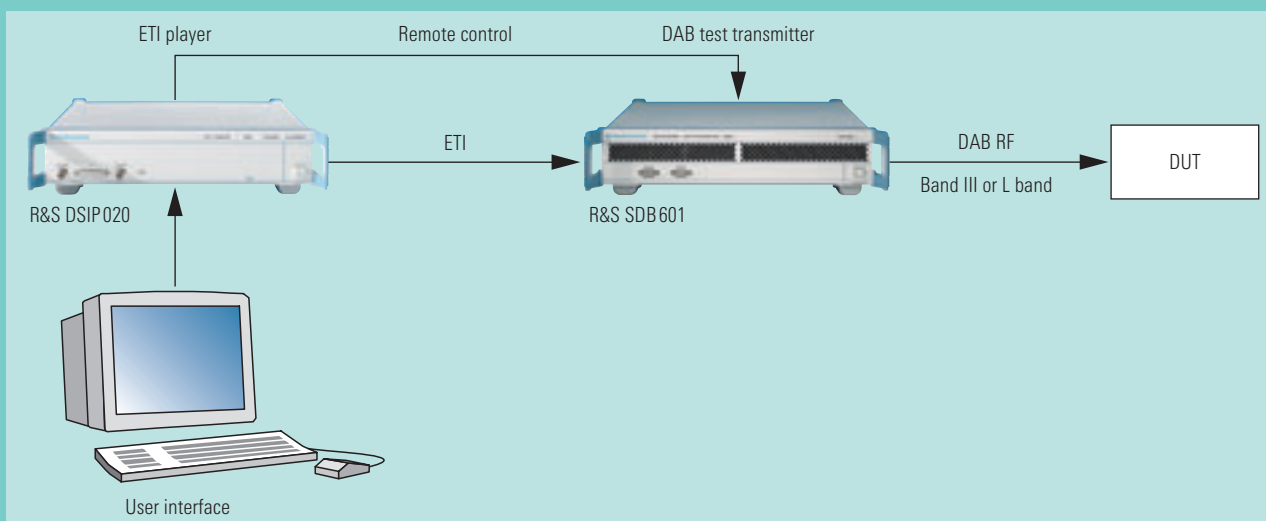 ETI player
Remote control
DAB test transmitter
ETI
DAB RF
Band III or L band
DUT
R&S DSIP020
R&S SDB601
User interface